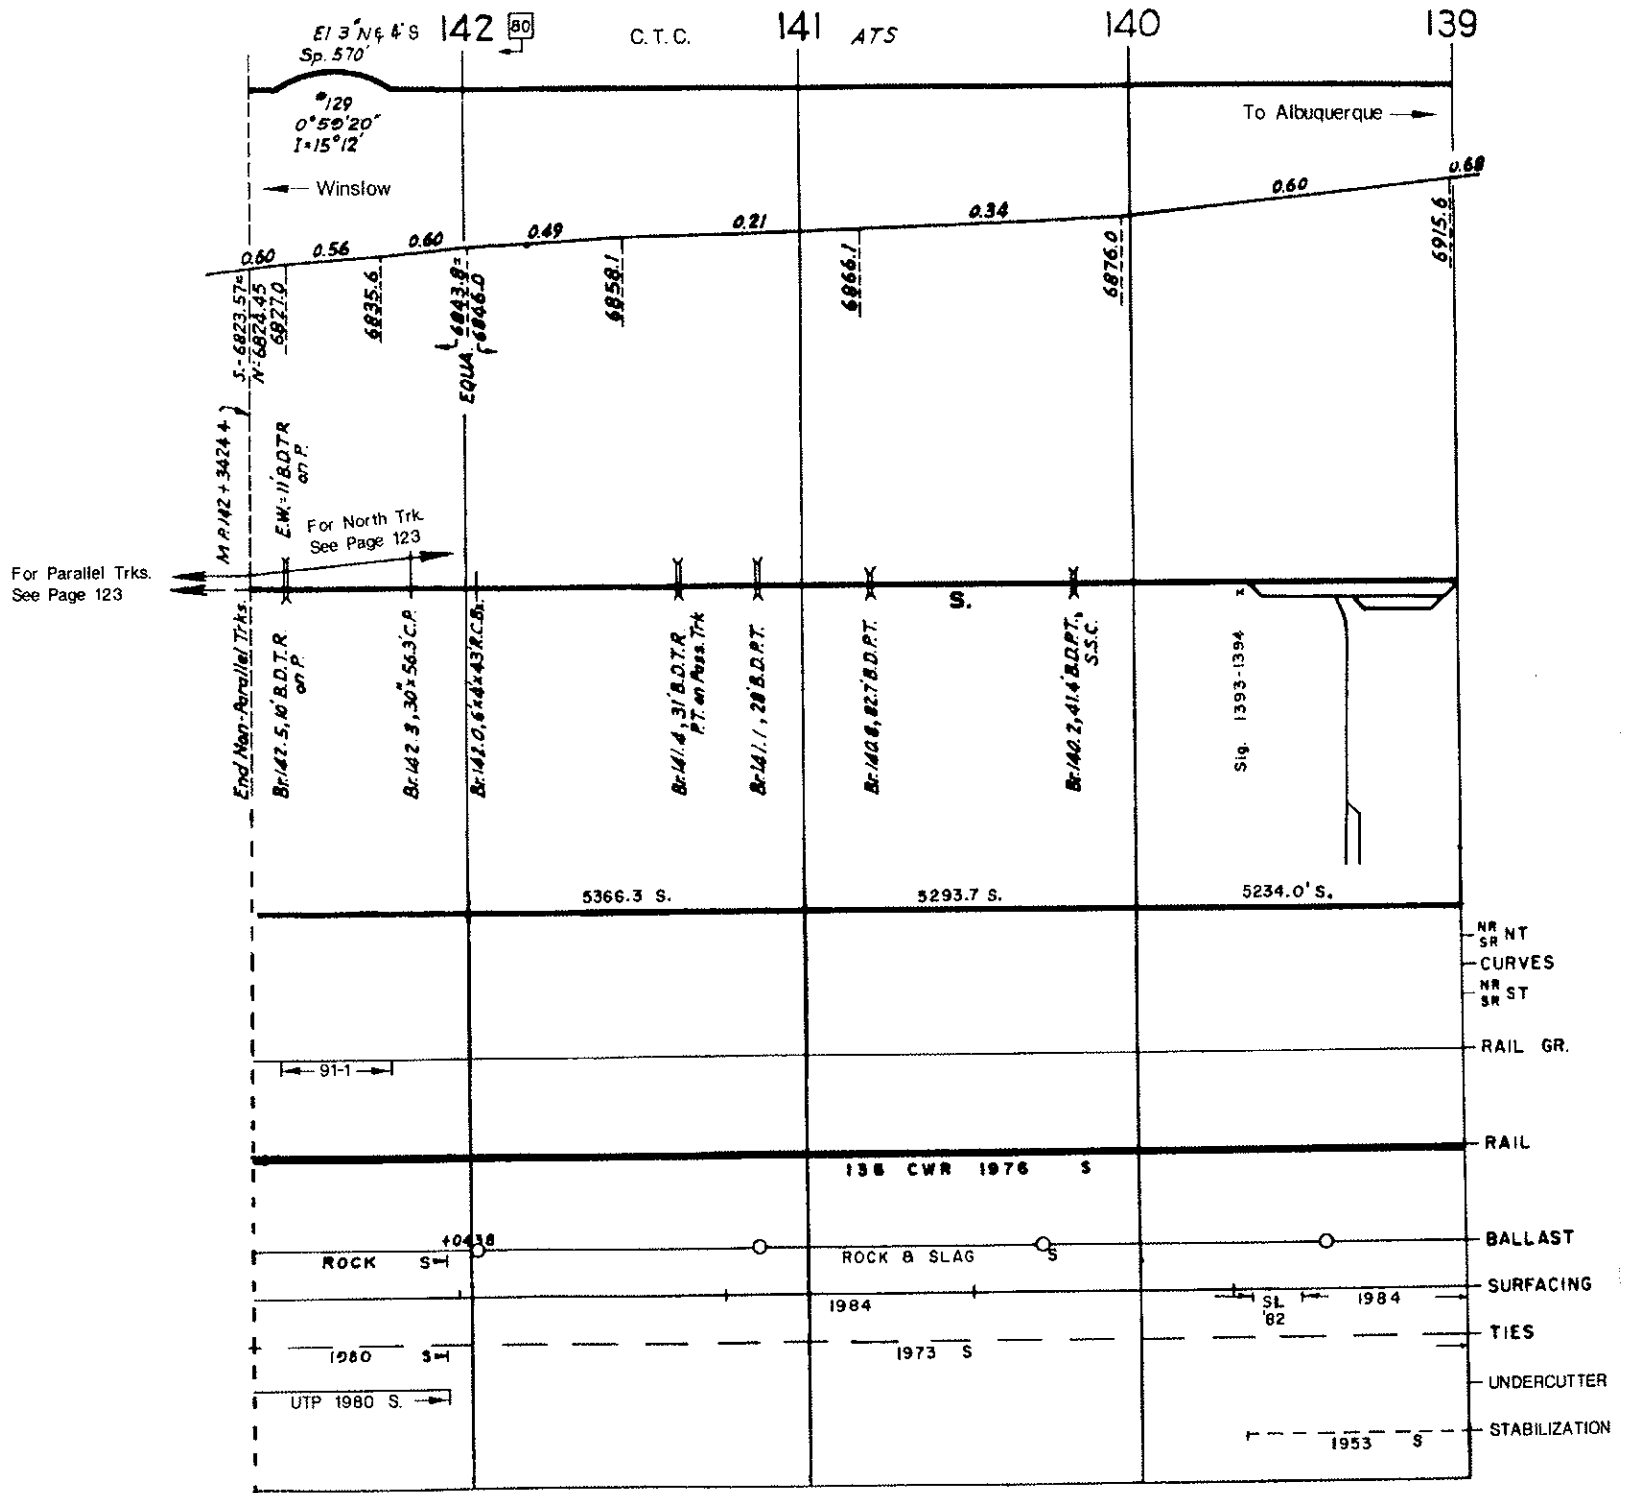 El 3" N & 4" S
Sp. 570'
142
80
C. T. C.
141
ATS
140
139
#129
I=15°12'
To Albuquerque
Winslow
0.60
0.56
0.60
0.49
0.21
0.34
0.60
0.68
S.-6823.57=
N-6824.45
6827.0
6835.6
6843.8=
6846.0
EQUA.
6858.1
6866.1
6876.0
6915.6
M.P. 142+3424.4
E.W.=11' B.D.T.R
on P.
For North Trk.
See Page 123
For Parallel Trks.
See Page 123
S.
End Non-Parallel Trks.
Br.142.5, 10' B.D.T.R
on P.
Br.142.3, 30"x56.3' C.P.
Br.142.0, 6'x4'x43' R.C.Bx.
Br.141.4, 31' B.D.T.R.
P.T. on Pass. Trk
Br.141.1, 28' B.D.P.T.
Br.140.8, 82.7' B.D.P.T.
Br.140.2, 41.4' B.D.P.T.,
S.S.C.
Sig. 1393-1394
5366.3 S.
5293.7 S.
5234.0' S.
NR
SR NT
CURVES
NR
SR ST
RAIL GR.
91-1
RAIL
136 CWR 1976 S
+0438
BALLAST
ROCK S
ROCK & SLAG S
SURFACING
1984
SL
'82
1984
TIES
1980 S
1973 S
UNDERCUTTER
UTP 1980 S.
STABILIZATION
1953 S